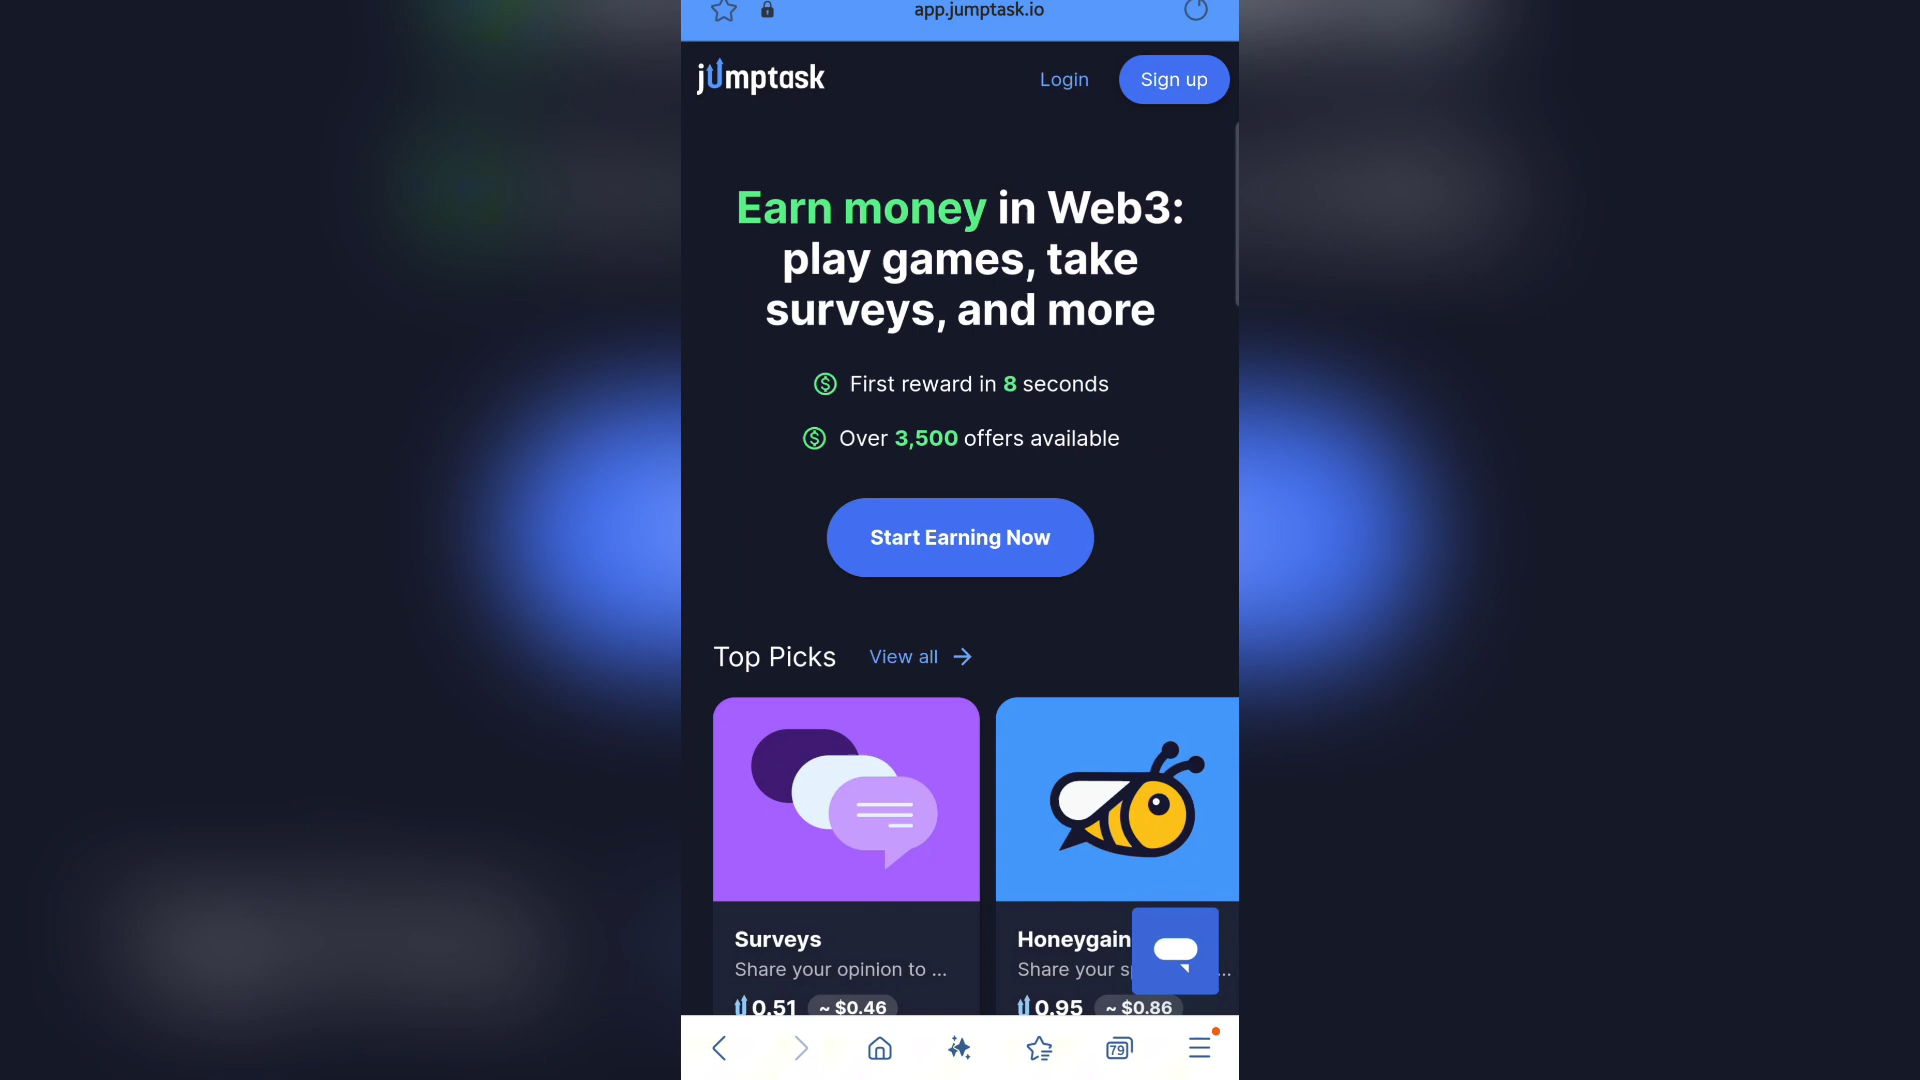 app.jumptask.io
jumptask
Login
Sign up
Earn money in Web3:
play games, take
surveys, and more
First reward in 8 seconds
Over 3,500 offers available
Start Earning Now
Top Picks
View all
Surveys
Share your opinion to ...
0.51 ~ $0.46
Honeygain
Share your s
...
0.95 ~ $0.86
79